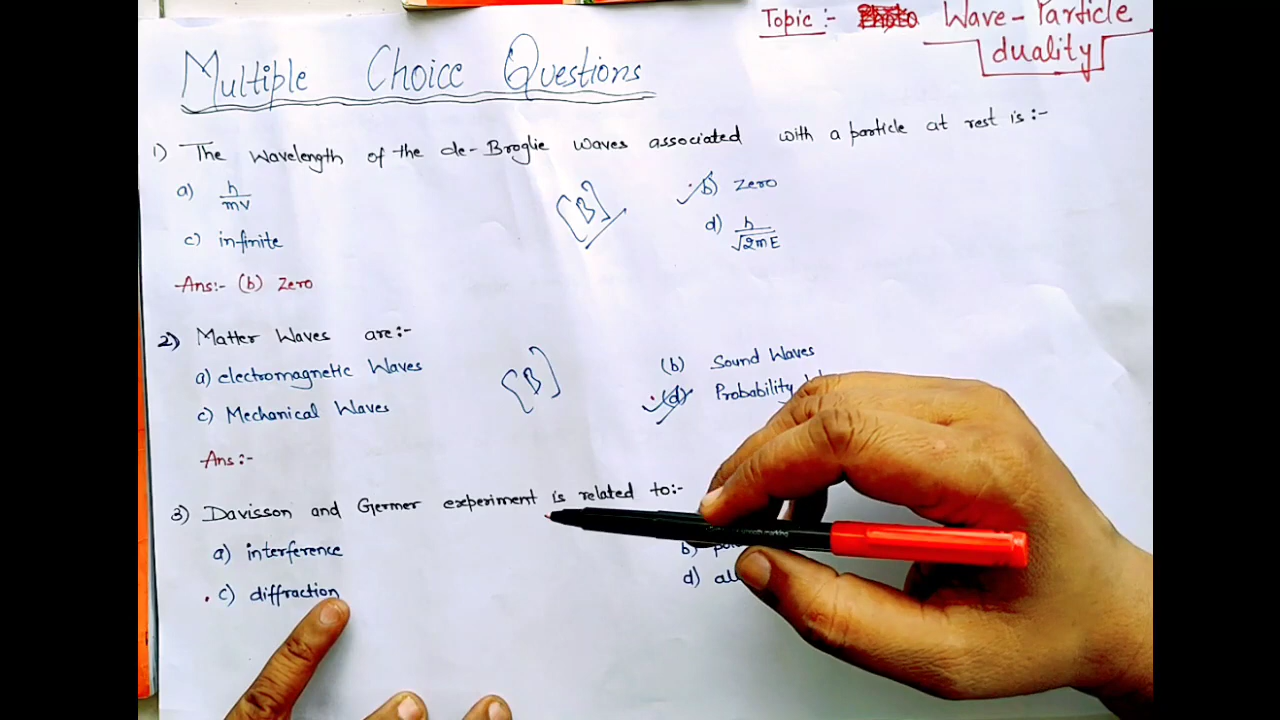 Topic :- Wave - Particle
duality
Multiple Choice Questions
1) The Wavelength of the de-Broglie Waves associated with a particle at rest is :-
a) h/mv
b) Zero
[B]
c) infinite
d) h/√2mE
Ans:- (b) Zero
2) Matter Waves are:-
a) electromagnetic Waves
(b) Sound Waves
[B]
c) Mechanical Waves
(d) Probability
Ans:-
3) Davisson and Germer experiment is related to:-
a) interference
b)
c) diffraction
d)